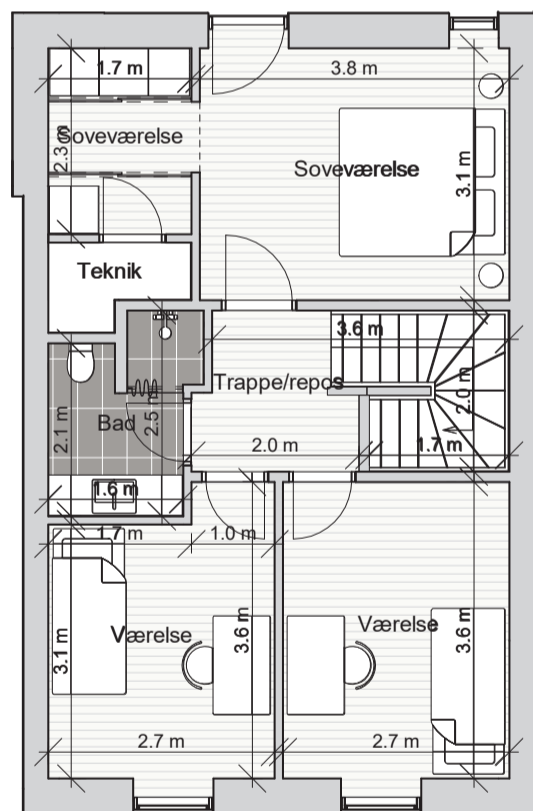 1.7 m
3.8 m
Soveværelse
2.3 m
Soveværelse
3.1 m
Teknik
3.6 m
Trappe/repos
2.0 m
Bad
2.5 m
2.1 m
2.0 m
1.7 m
1.6 m
1.7 m
1.0 m
Værelse
Værelse
3.1 m
3.6 m
3.6 m
2.7 m
2.7 m